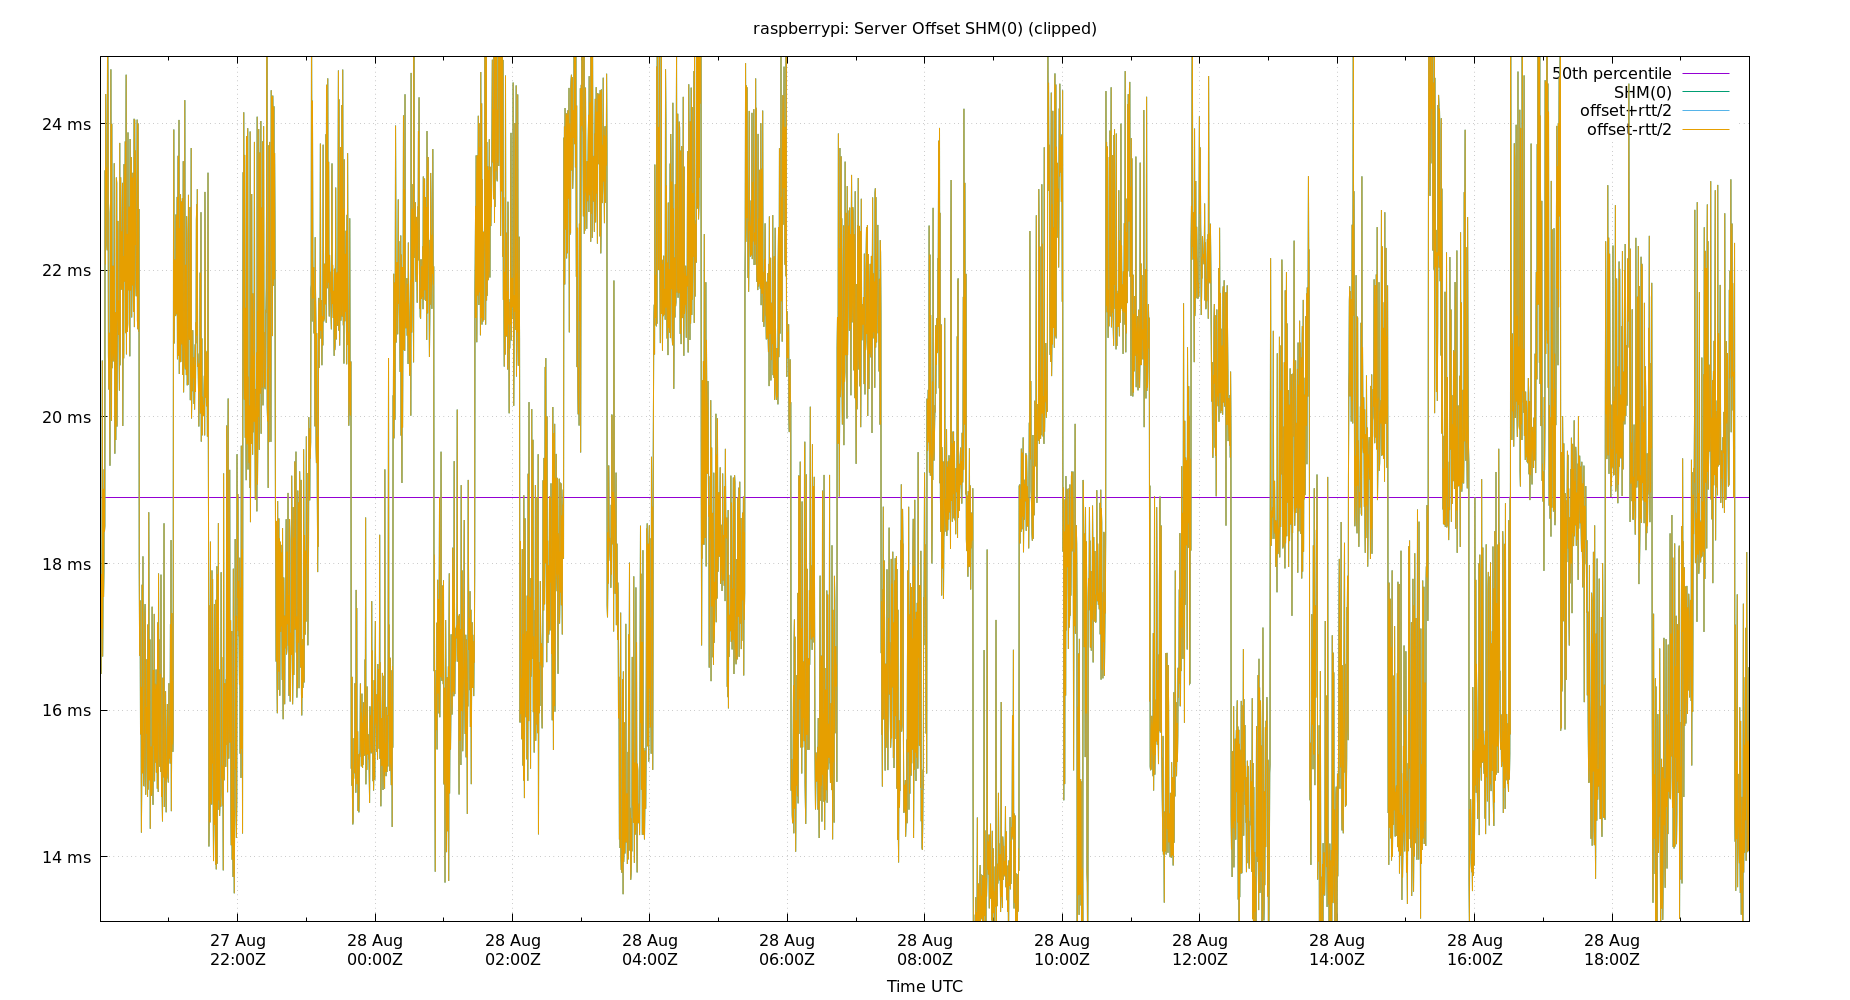 raspberrypi: Server Offset SHM(0) (clipped)
50th percentile
SHM(0)
offset+rtt/2
offset-rtt/2
24 ms
22 ms
20 ms
18 ms
16 ms
14 ms
27 Aug 28 Aug 28 Aug 28 Aug 28 Aug 28 Aug 28 Aug 28 Aug 28 Aug 28 Aug 28 Aug
22:00Z 00:00Z 02:00Z 04:00Z 06:00Z 08:00Z 10:00Z 12:00Z 14:00Z 16:00Z 18:00Z
Time UTC